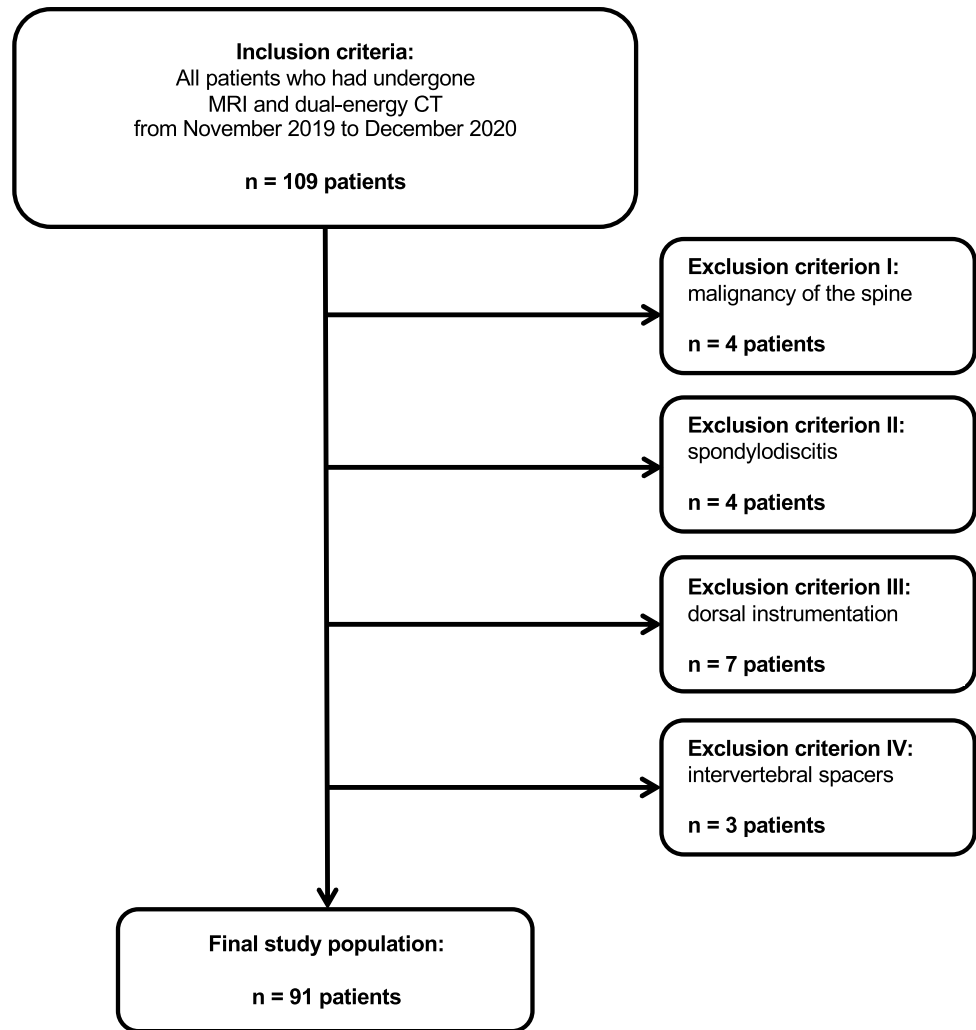 Inclusion criteria:
All patients who had undergone
MRI and dual-energy CT
from November 2019 to December 2020
n = 109 patients
Exclusion criterion I:
malignancy of the spine
n = 4 patients
Exclusion criterion II:
spondylodiscitis
n = 4 patients
Exclusion criterion III:
dorsal instrumentation
n = 7 patients
Exclusion criterion IV:
intervertebral spacers
n = 3 patients
Final study population:
n = 91 patients